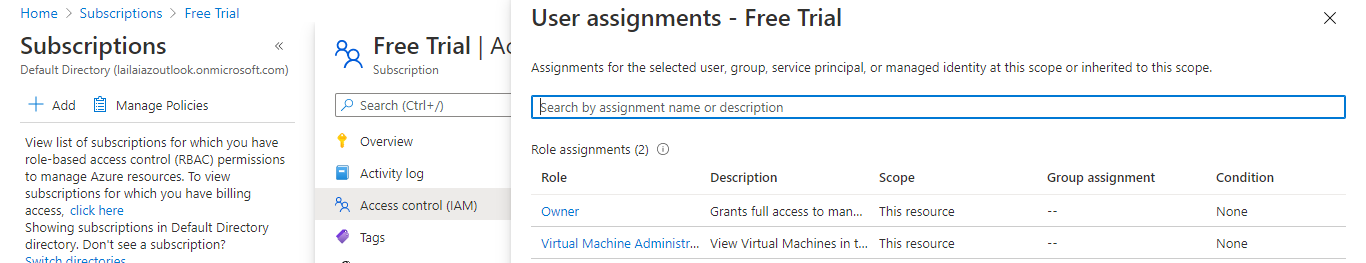 Home > Subscriptions > Free Trial
Subscriptions
Default Directory (lailaiazoutlook.onmicrosoft.com)
Add
Manage Policies
View list of subscriptions for which you have
role-based access control (RBAC) permissions
to manage Azure resources. To view
subscriptions for which you have billing
access, click here
Showing subscriptions in Default Directory
directory. Don't see a subscription?
Switch directories
Free Trial | Ac
Subscription
Search (Ctrl+/)
Overview
Activity log
Access control (IAM)
Tags
User assignments - Free Trial
Assignments for the selected user, group, service principal, or managed identity at this scope or inherited to this scope.
Search by assignment name or description
Role assignments (2)
Role Description Scope Group assignment Condition
Owner Grants full access to man... This resource -- None
Virtual Machine Administr... View Virtual Machines in t... This resource -- None